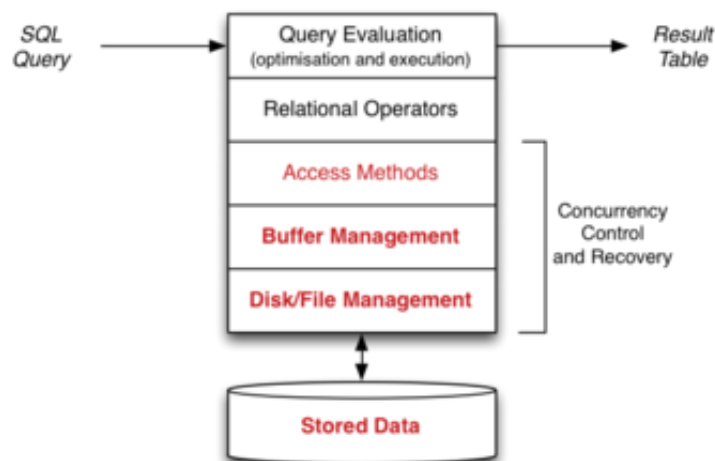 SQL
Query
Query Evaluation
(optimisation and execution)
Result
Table
Relational Operators
Access Methods
Buffer Management
Disk/File Management
Concurrency
Control
and Recovery
Stored Data